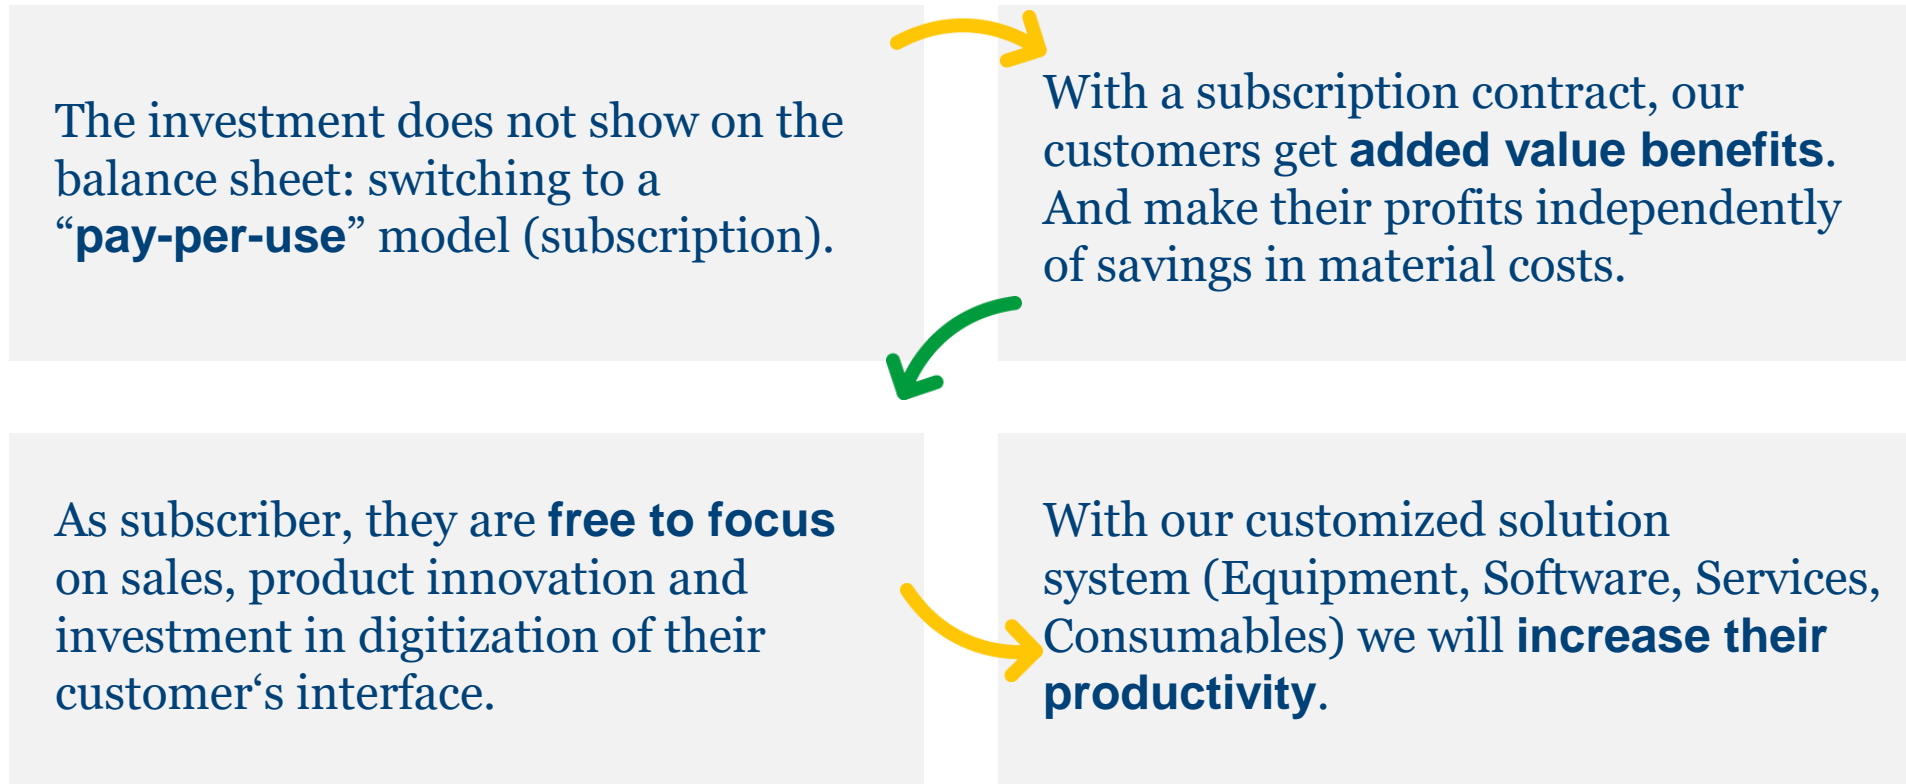 The investment does not show on the
balance sheet: switching to a
“pay-per-use” model (subscription).
With a subscription contract, our
customers get added value benefits.
And make their profits independently
of savings in material costs.
As subscriber, they are free to focus
on sales, product innovation and
investment in digitization of their
customer‘s interface.
With our customized solution
system (Equipment, Software, Services,
Consumables) we will increase their
productivity.